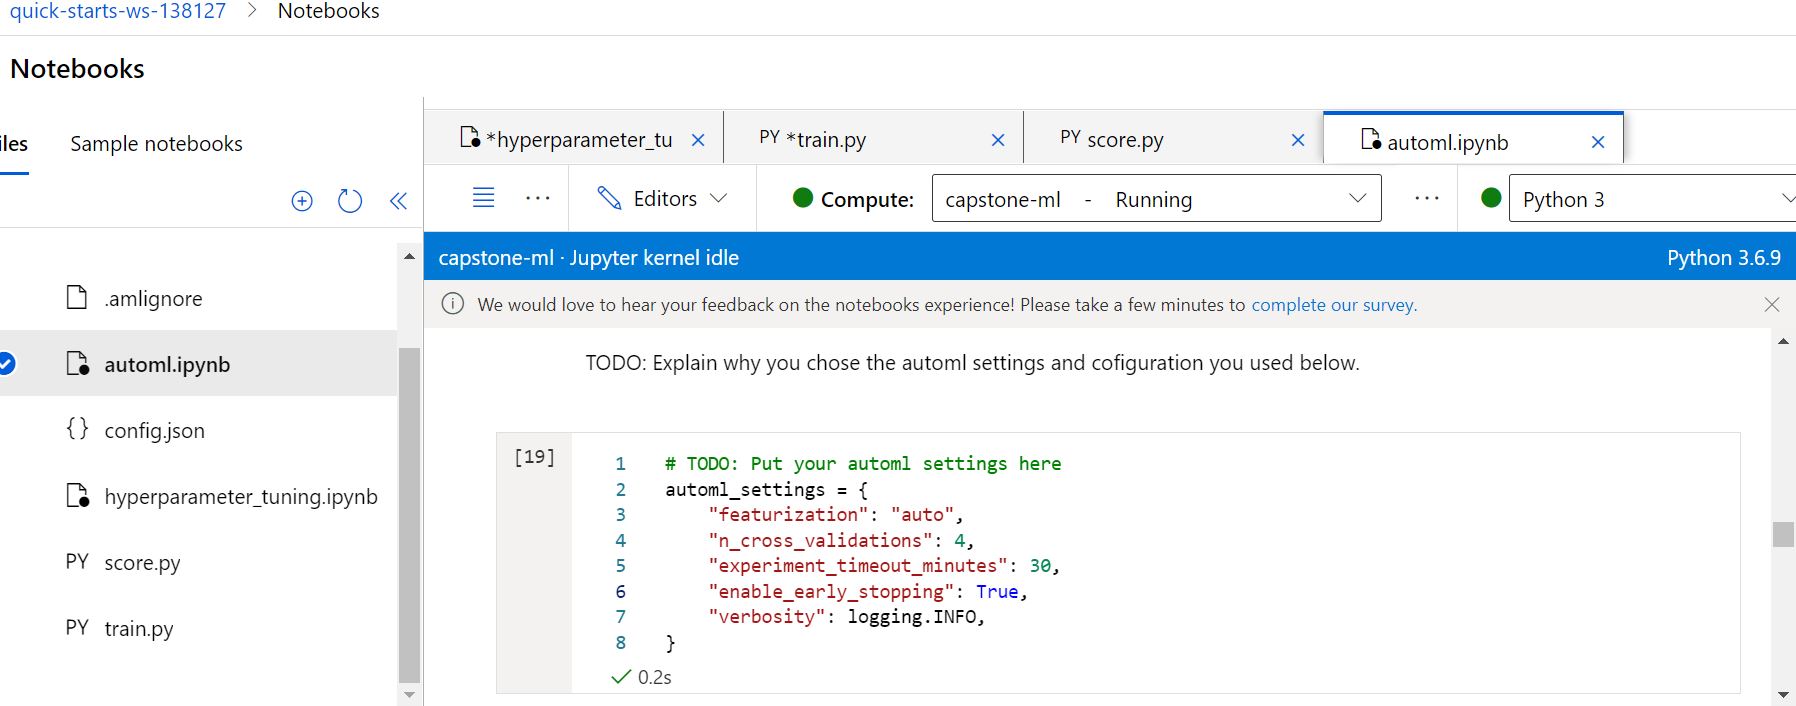 quick-starts-ws-138127 > Notebooks
Notebooks
iles Sample notebooks
.amlignore
automl.ipynb
{} config.json
hyperparameter_tuning.ipynb
PY score.py
PY train.py
*hyperparameter_tu × PY *train.py × PY score.py × automl.ipynb ×
... Editors Compute: capstone-ml - Running ... Python 3
capstone-ml · Jupyter kernel idle Python 3.6.9
We would love to hear your feedback on the notebooks experience! Please take a few minutes to complete our survey.
TODO: Explain why you chose the automl settings and cofiguration you used below.
[19]
1 # TODO: Put your automl settings here
2 automl_settings = {
3 "featurization": "auto",
4 "n_cross_validations": 4,
5 "experiment_timeout_minutes": 30,
6 "enable_early_stopping": True,
7 "verbosity": logging.INFO,
8 }
✓ 0.2s